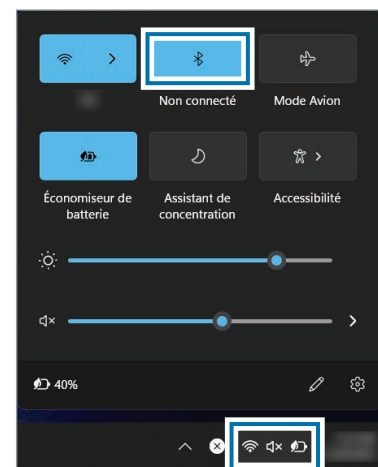 Non connecté
Mode Avion
Économiseur de
batterie
Assistant de
concentration
Accessibilité
40%